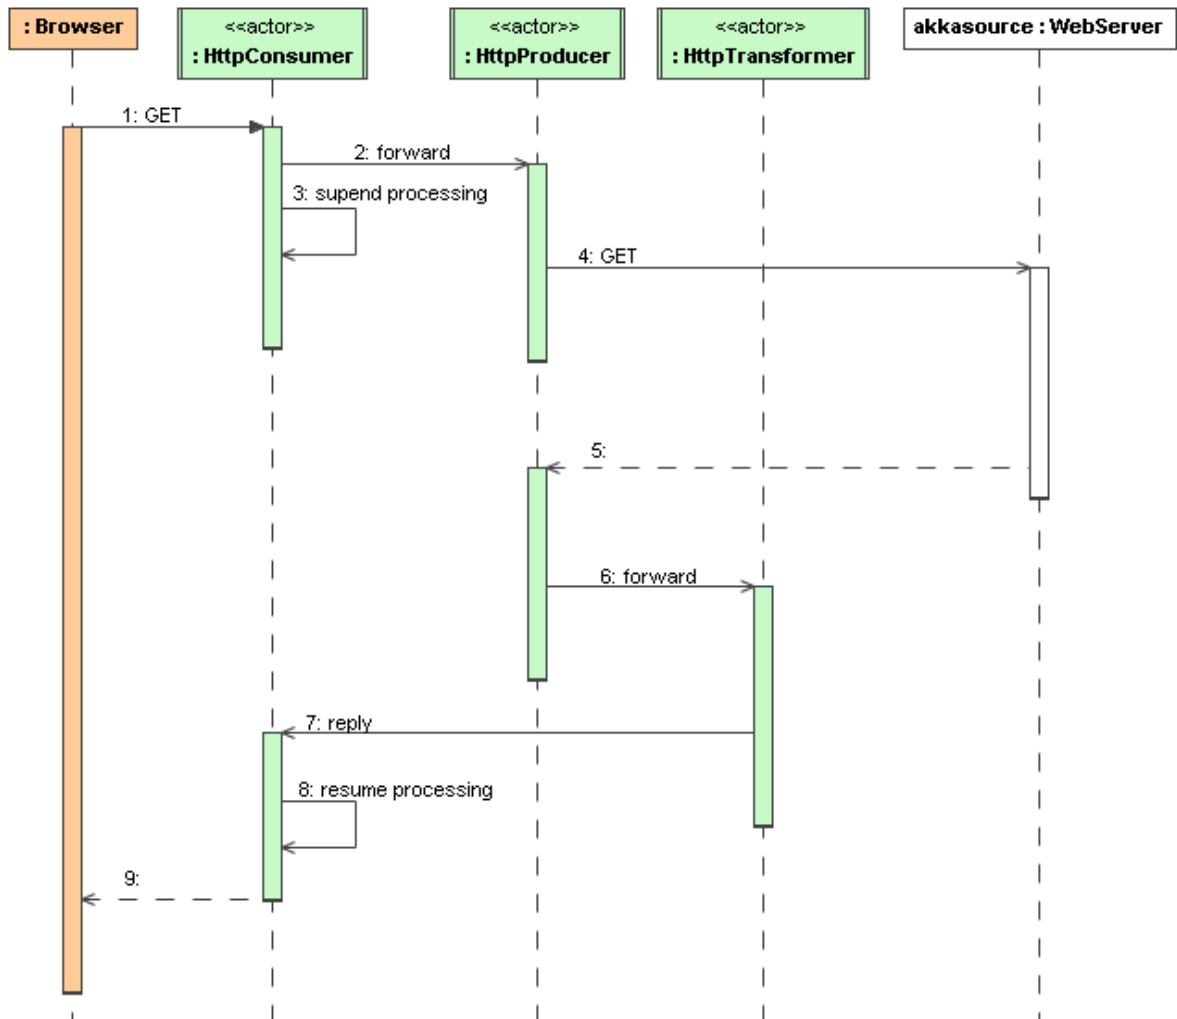 : Browser
<<actor>>
: HttpConsumer
<<actor>>
: HttpProducer
<<actor>>
: HttpTransformer
akkasource : WebServer
1: GET
2: forward
3: supend processing
4: GET
5:
6: forward
7: reply
8: resume processing
9: